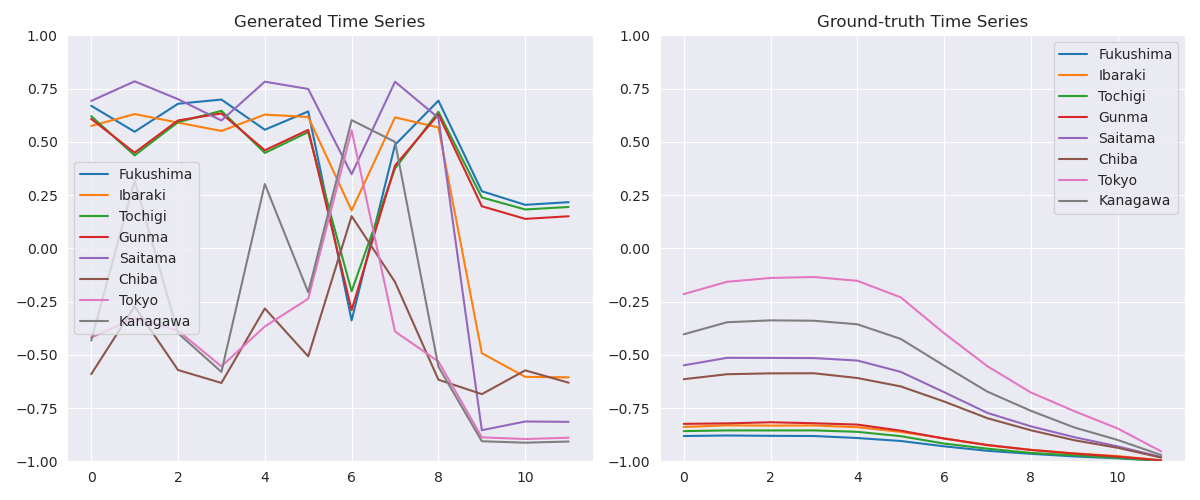 Generated Time Series
1.00
0.75
0.50
0.25
0.00
−0.25
−0.50
−0.75
−1.00
0 2 4 6 8 10
Fukushima
Ibaraki
Tochigi
Gunma
Saitama
Chiba
Tokyo
Kanagawa
Ground-truth Time Series
1.00
0.75
0.50
0.25
0.00
−0.25
−0.50
−0.75
−1.00
0 2 4 6 8 10
Fukushima
Ibaraki
Tochigi
Gunma
Saitama
Chiba
Tokyo
Kanagawa